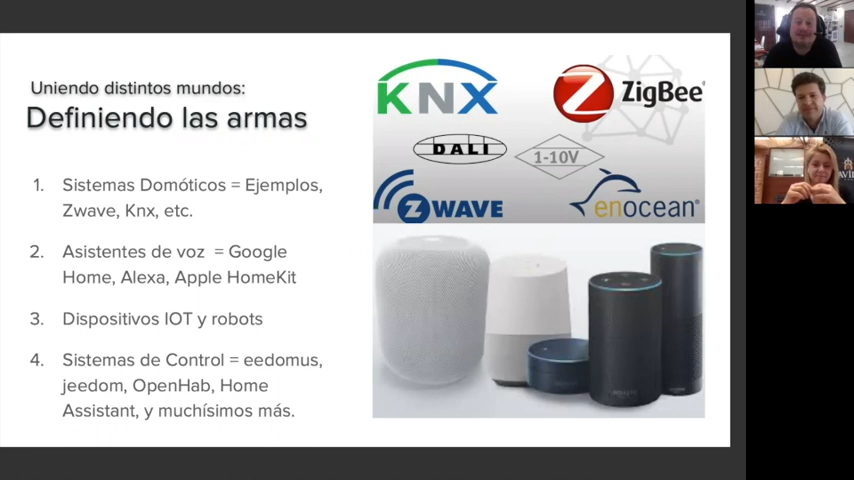 Uniendo distintos mundos:
Definiendo las armas
1. Sistemas Domóticos = Ejemplos,
Zwave, Knx, etc.
2. Asistentes de voz = Google
Home, Alexa, Apple HomeKit
3. Dispositivos IOT y robots
4. Sistemas de Control = eedomus,
jeedom, OpenHab, Home
Assistant, y muchísimos más.
KNX
ZigBee
DALI
1-10V
Z WAVE
enocean®